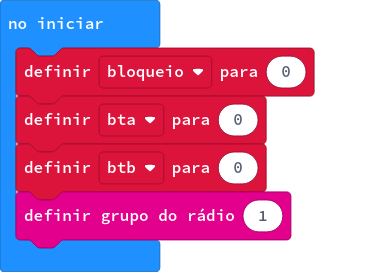 no iniciar
definir bloqueio para 0
definir bta para 0
definir btb para 0
definir grupo do rádio 1